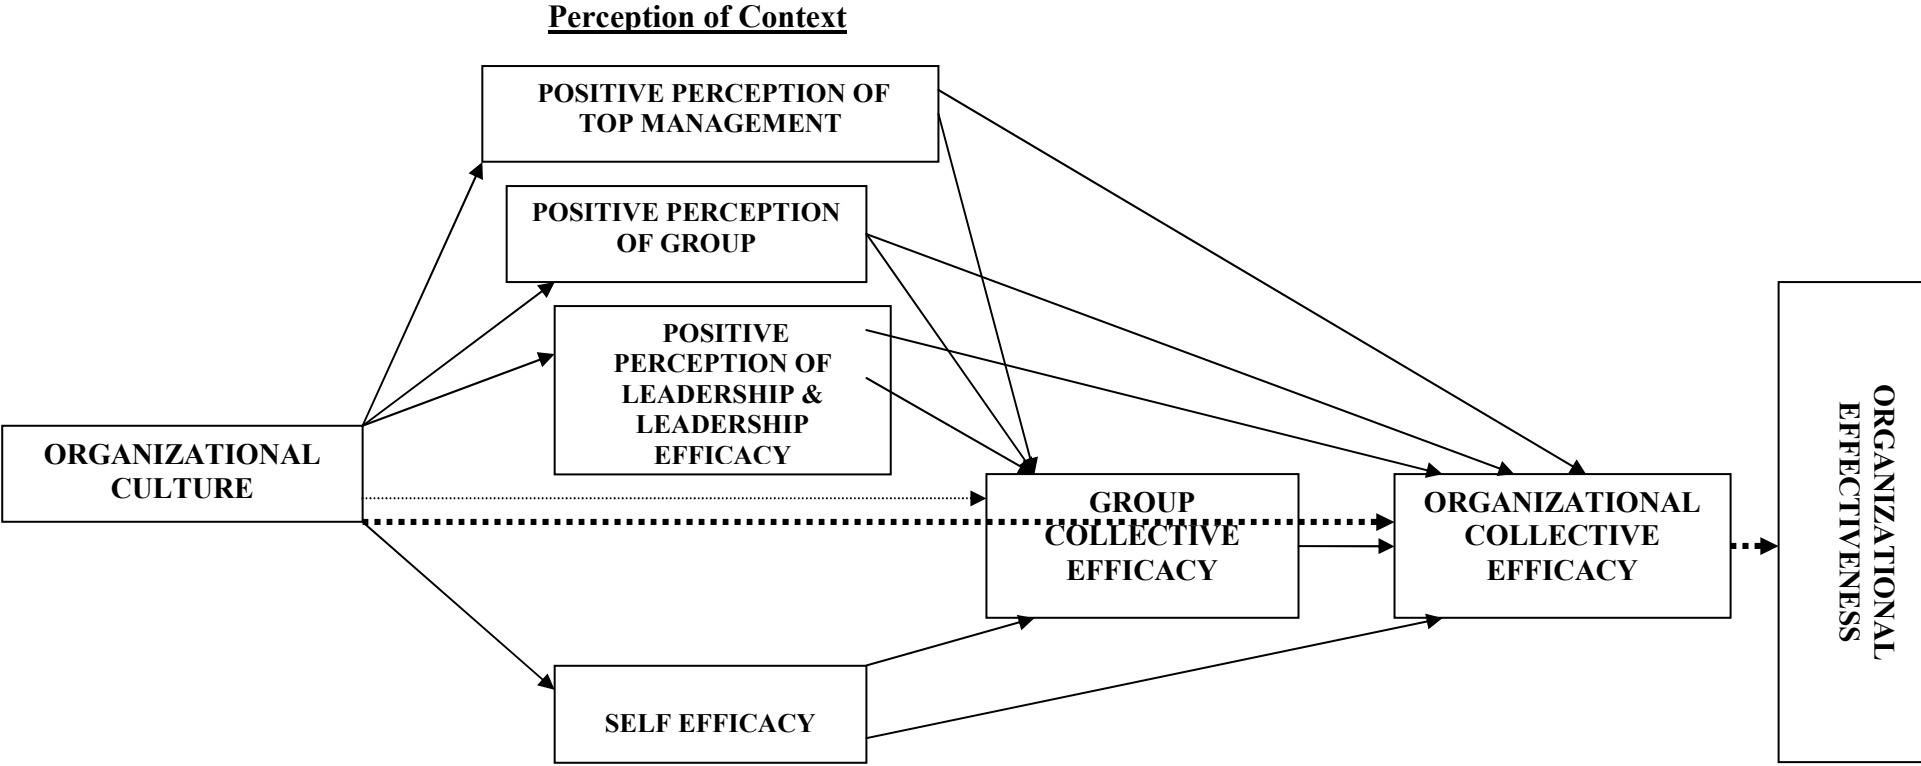 Perception of Context
POSITIVE PERCEPTION OF
TOP MANAGEMENT
POSITIVE PERCEPTION
OF GROUP
POSITIVE
PERCEPTION OF
LEADERSHIP &
LEADERSHIP
EFFICACY
ORGANIZATIONAL
CULTURE
GROUP
COLLECTIVE
EFFICACY
ORGANIZATIONAL
COLLECTIVE
EFFICACY
ORGANIZATIONAL
EFFECTIVENESS
SELF EFFICACY